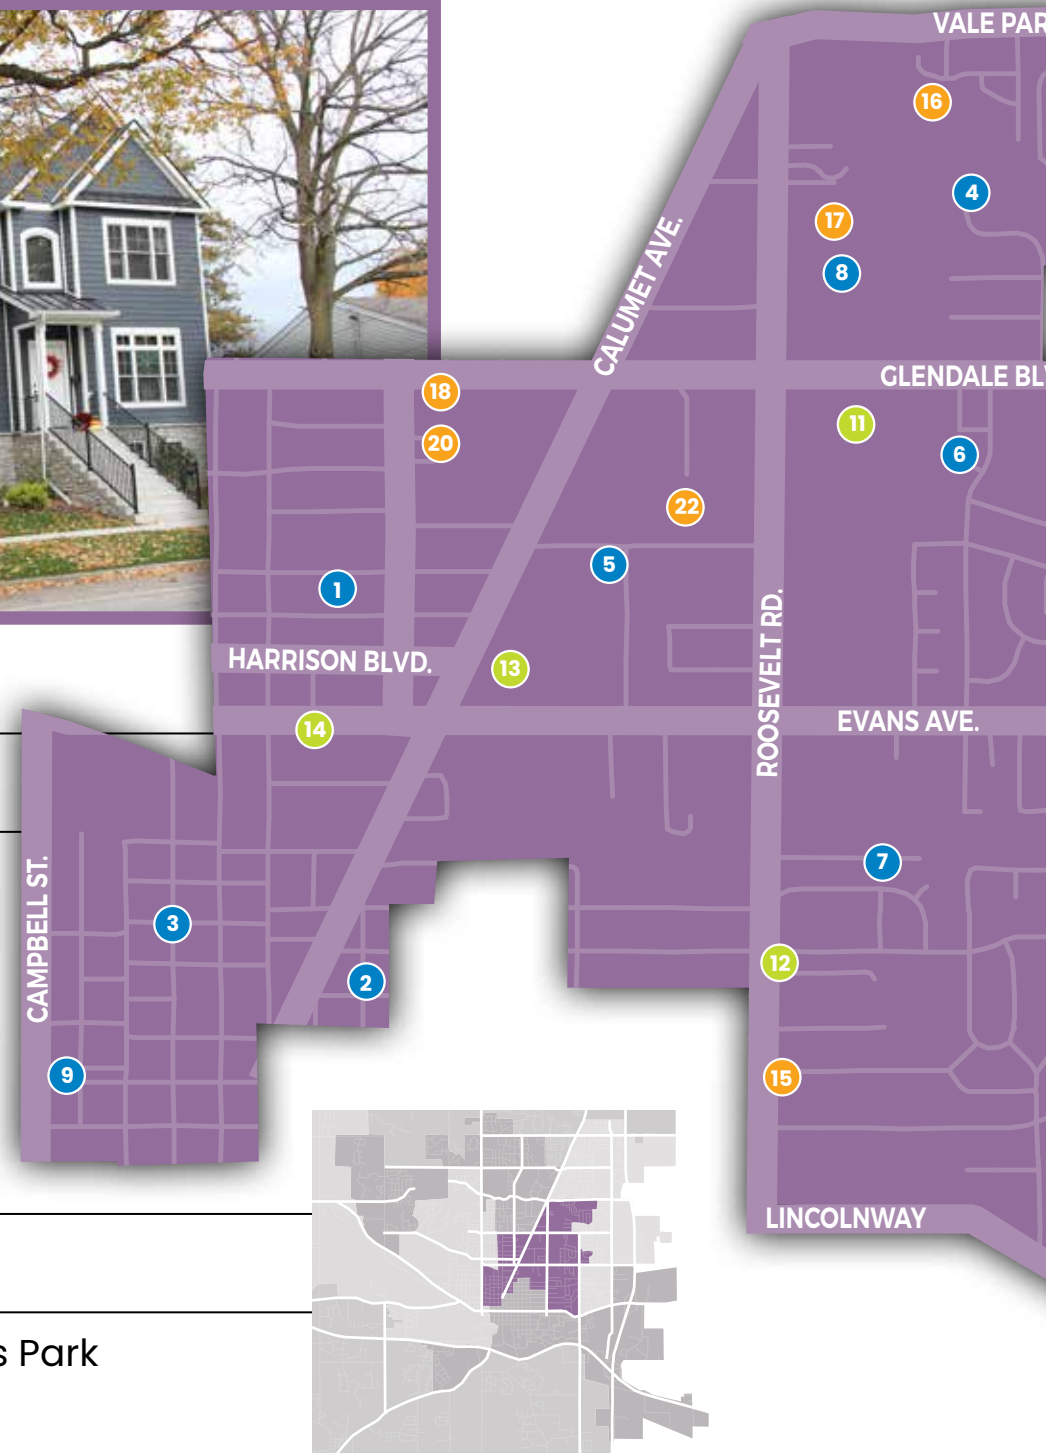 VALE PAR
16
4
17
8
CALUMET AVE.
GLENDALE BLV
18
11
20
6
22
5
1
ROOSEVELT RD.
HARRISON BLVD.
13
14
EVANS AVE.
CAMPBELL ST.
7
3
12
2
9
15
LINCOLNWAY
s Park